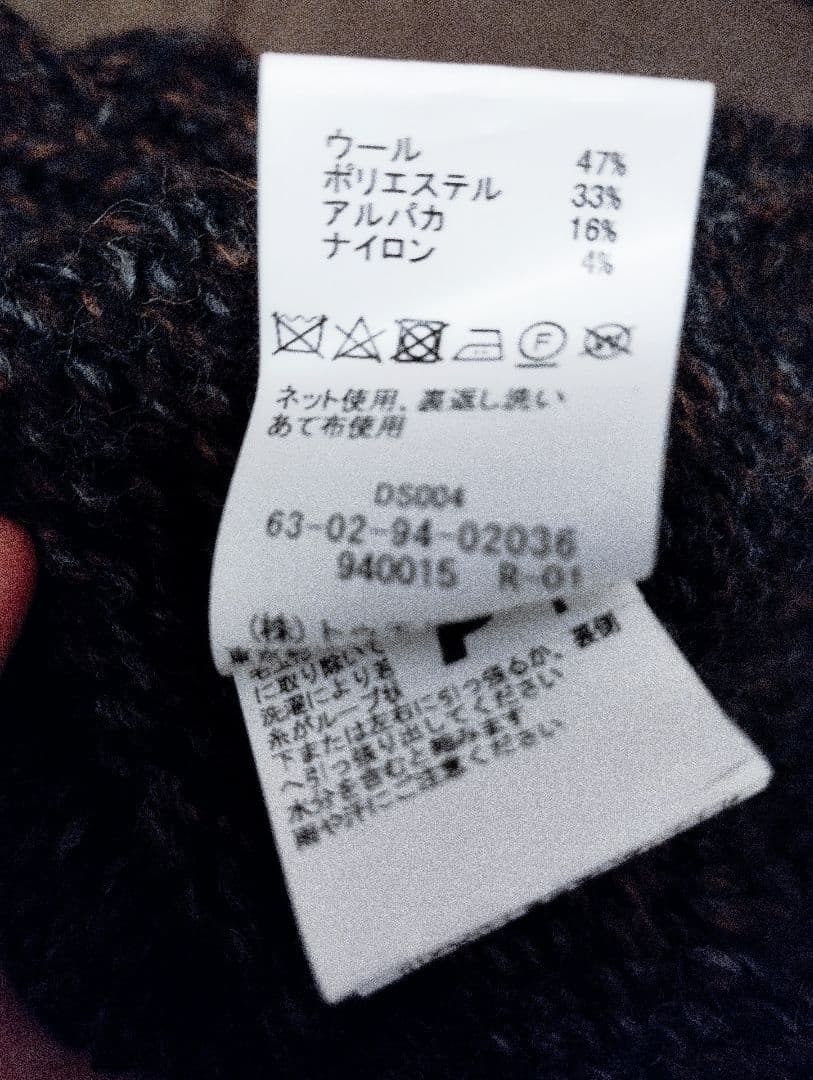 ウール 47%
ポリエステル 33%
アルパカ 16%
ナイロン 4%
F
W
ネット使用、裏返し洗い
あて布使用
DS004
63-02-94-02036
940015 R-01
(株)ト
に取り除いて
洗濯により
糸がループ状
下または左右に引っ張るか、裏側
へ引っ張り出してください
水分を含むと縮みます
雨や汗にご注意ください